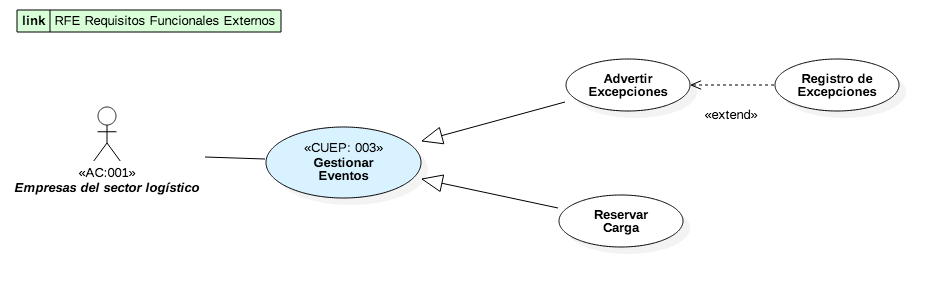 link RFE Requisitos Funcionales Externos
Advertir
Excepciones
Registro de
Excepciones
«extend»
«CUEP: 003»
Gestionar
Eventos
«AC:001»
Empresas del sector logístico
Reservar
Carga